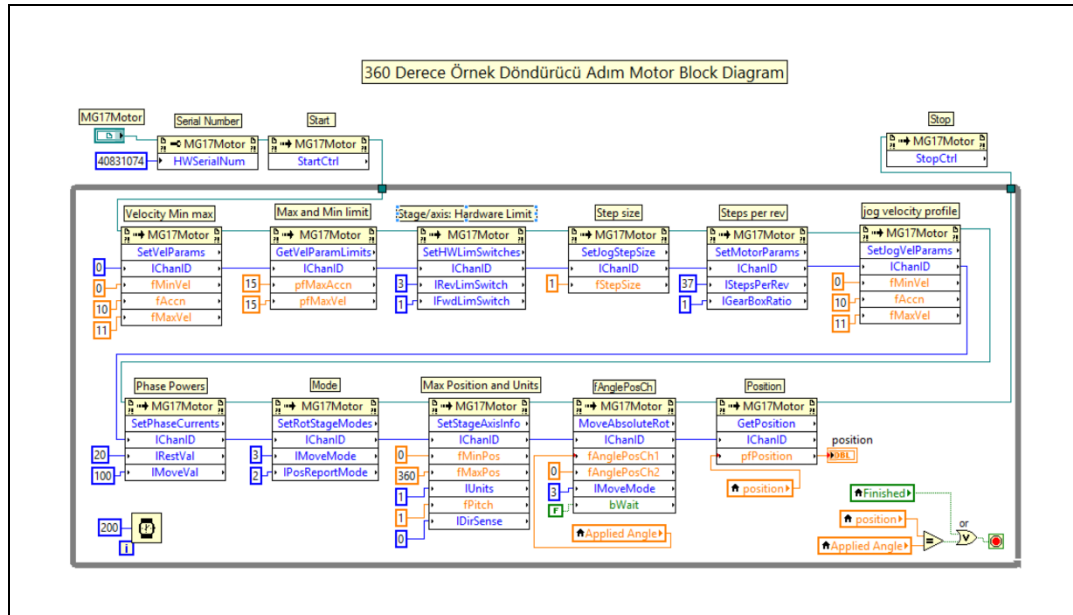 360 Derece Örnek Döndürücü Adım Motor Block Diagram
MG17Motor
Serial Number
Start
Stop
MG17Motor
MG17Motor
MG17Motor
40831074
HWSerialNum
StartCtrl
StopCtrl
Velocity Min max
Max and Min limit
Stage/axis: Hardware Limit
Step size
Steps per rev
jog velocity profile
MG17Motor
MG17Motor
MG17Motor
MG17Motor
MG17Motor
MG17Motor
SetVelParams
GetVelParamLimits
SetHWLimSwitches
SetJogStepSize
SetMotorParams
SetJogVelParams
0
lChanID
lChanID
lChanID
lChanID
lChanID
lChanID
0
fMinVel
15
pfMaxAccn
3
lRevLimSwitch
1
fStepSize
37
lStepsPerRev
0
fMinVel
10
fAccn
15
pfMaxVel
1
lFwdLimSwitch
1
lGearBoxRatio
10
fAccn
11
fMaxVel
11
fMaxVel
Phase Powers
Mode
Max Position and Units
fAnglePosCh
Position
MG17Motor
MG17Motor
MG17Motor
MG17Motor
MG17Motor
SetPhaseCurrents
SetRotStageModes
SetStageAxisInfo
MoveAbsoluteRot
GetPosition
lChanID
lChanID
lChanID
lChanID
lChanID
position
20
lRestVal
3
lMoveMode
0
fMinPos
fAnglePosCh1
pfPosition
DBL
100
lMoveVal
2
lPosReportMode
360
fMaxPos
0
fAnglePosCh2
1
lUnits
3
lMoveMode
position
1
fPitch
F
bWait
Finished
0
lDirSense
200
i
Applied Angle
position
or
Applied Angle
=
V